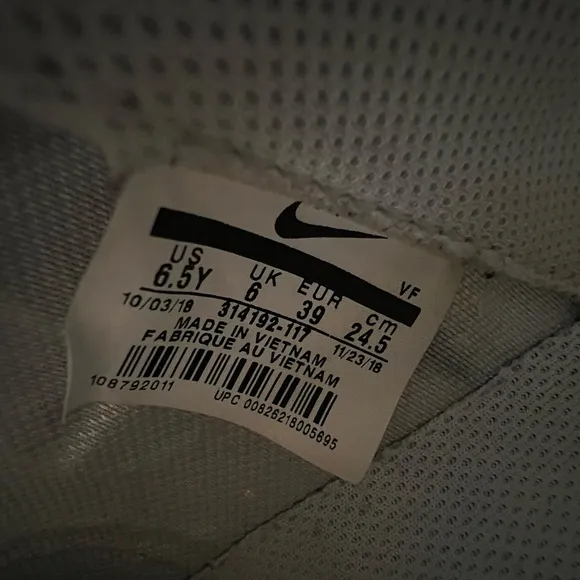 VF
US UK EUR cm
6.5Y 6 39 24.5
10/03/18 314192-117 11/23/18
MADE IN VIETNAM
FABRIQUE AU VIETNAM
108792011
UPC 00826218005695